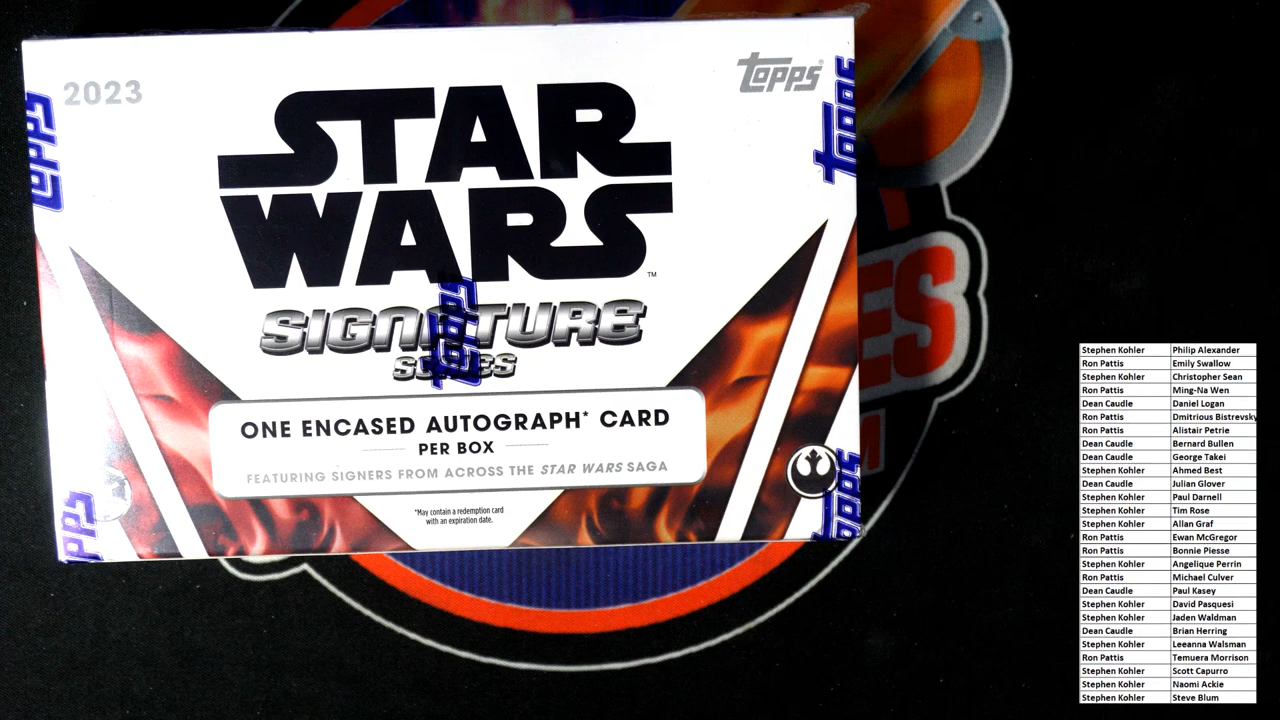 2023
Topps
STAR
WARS
TM
SIGNATURE
SERIES
ONE ENCASED AUTOGRAPH* CARD
PER BOX
FEATURING SIGNERS FROM ACROSS THE STAR WARS SAGA
*May contain a redemption card
with an expiration date.
Topps
Topps
Topps
Topps
ES
Stephen Kohler Philip Alexander
Ron Pattis Emily Swallow
Stephen Kohler Christopher Sean
Ron Pattis Ming-Na Wen
Dean Caudle Daniel Logan
Ron Pattis Dmitrious Bistrevsky
Ron Pattis Alistair Petrie
Dean Caudle Bernard Bullen
Dean Caudle George Takei
Stephen Kohler Ahmed Best
Dean Caudle Julian Glover
Stephen Kohler Paul Darnell
Stephen Kohler Tim Rose
Stephen Kohler Allan Graf
Ron Pattis Ewan McGregor
Ron Pattis Bonnie Piesse
Stephen Kohler Angelique Perrin
Ron Pattis Michael Culver
Dean Caudle Paul Kasey
Stephen Kohler David Pasquesi
Stephen Kohler Jaden Waldman
Dean Caudle Brian Herring
Stephen Kohler Leeanna Walsman
Ron Pattis Temuera Morrison
Stephen Kohler Scott Capurro
Stephen Kohler Naomi Ackie
Stephen Kohler Steve Blum